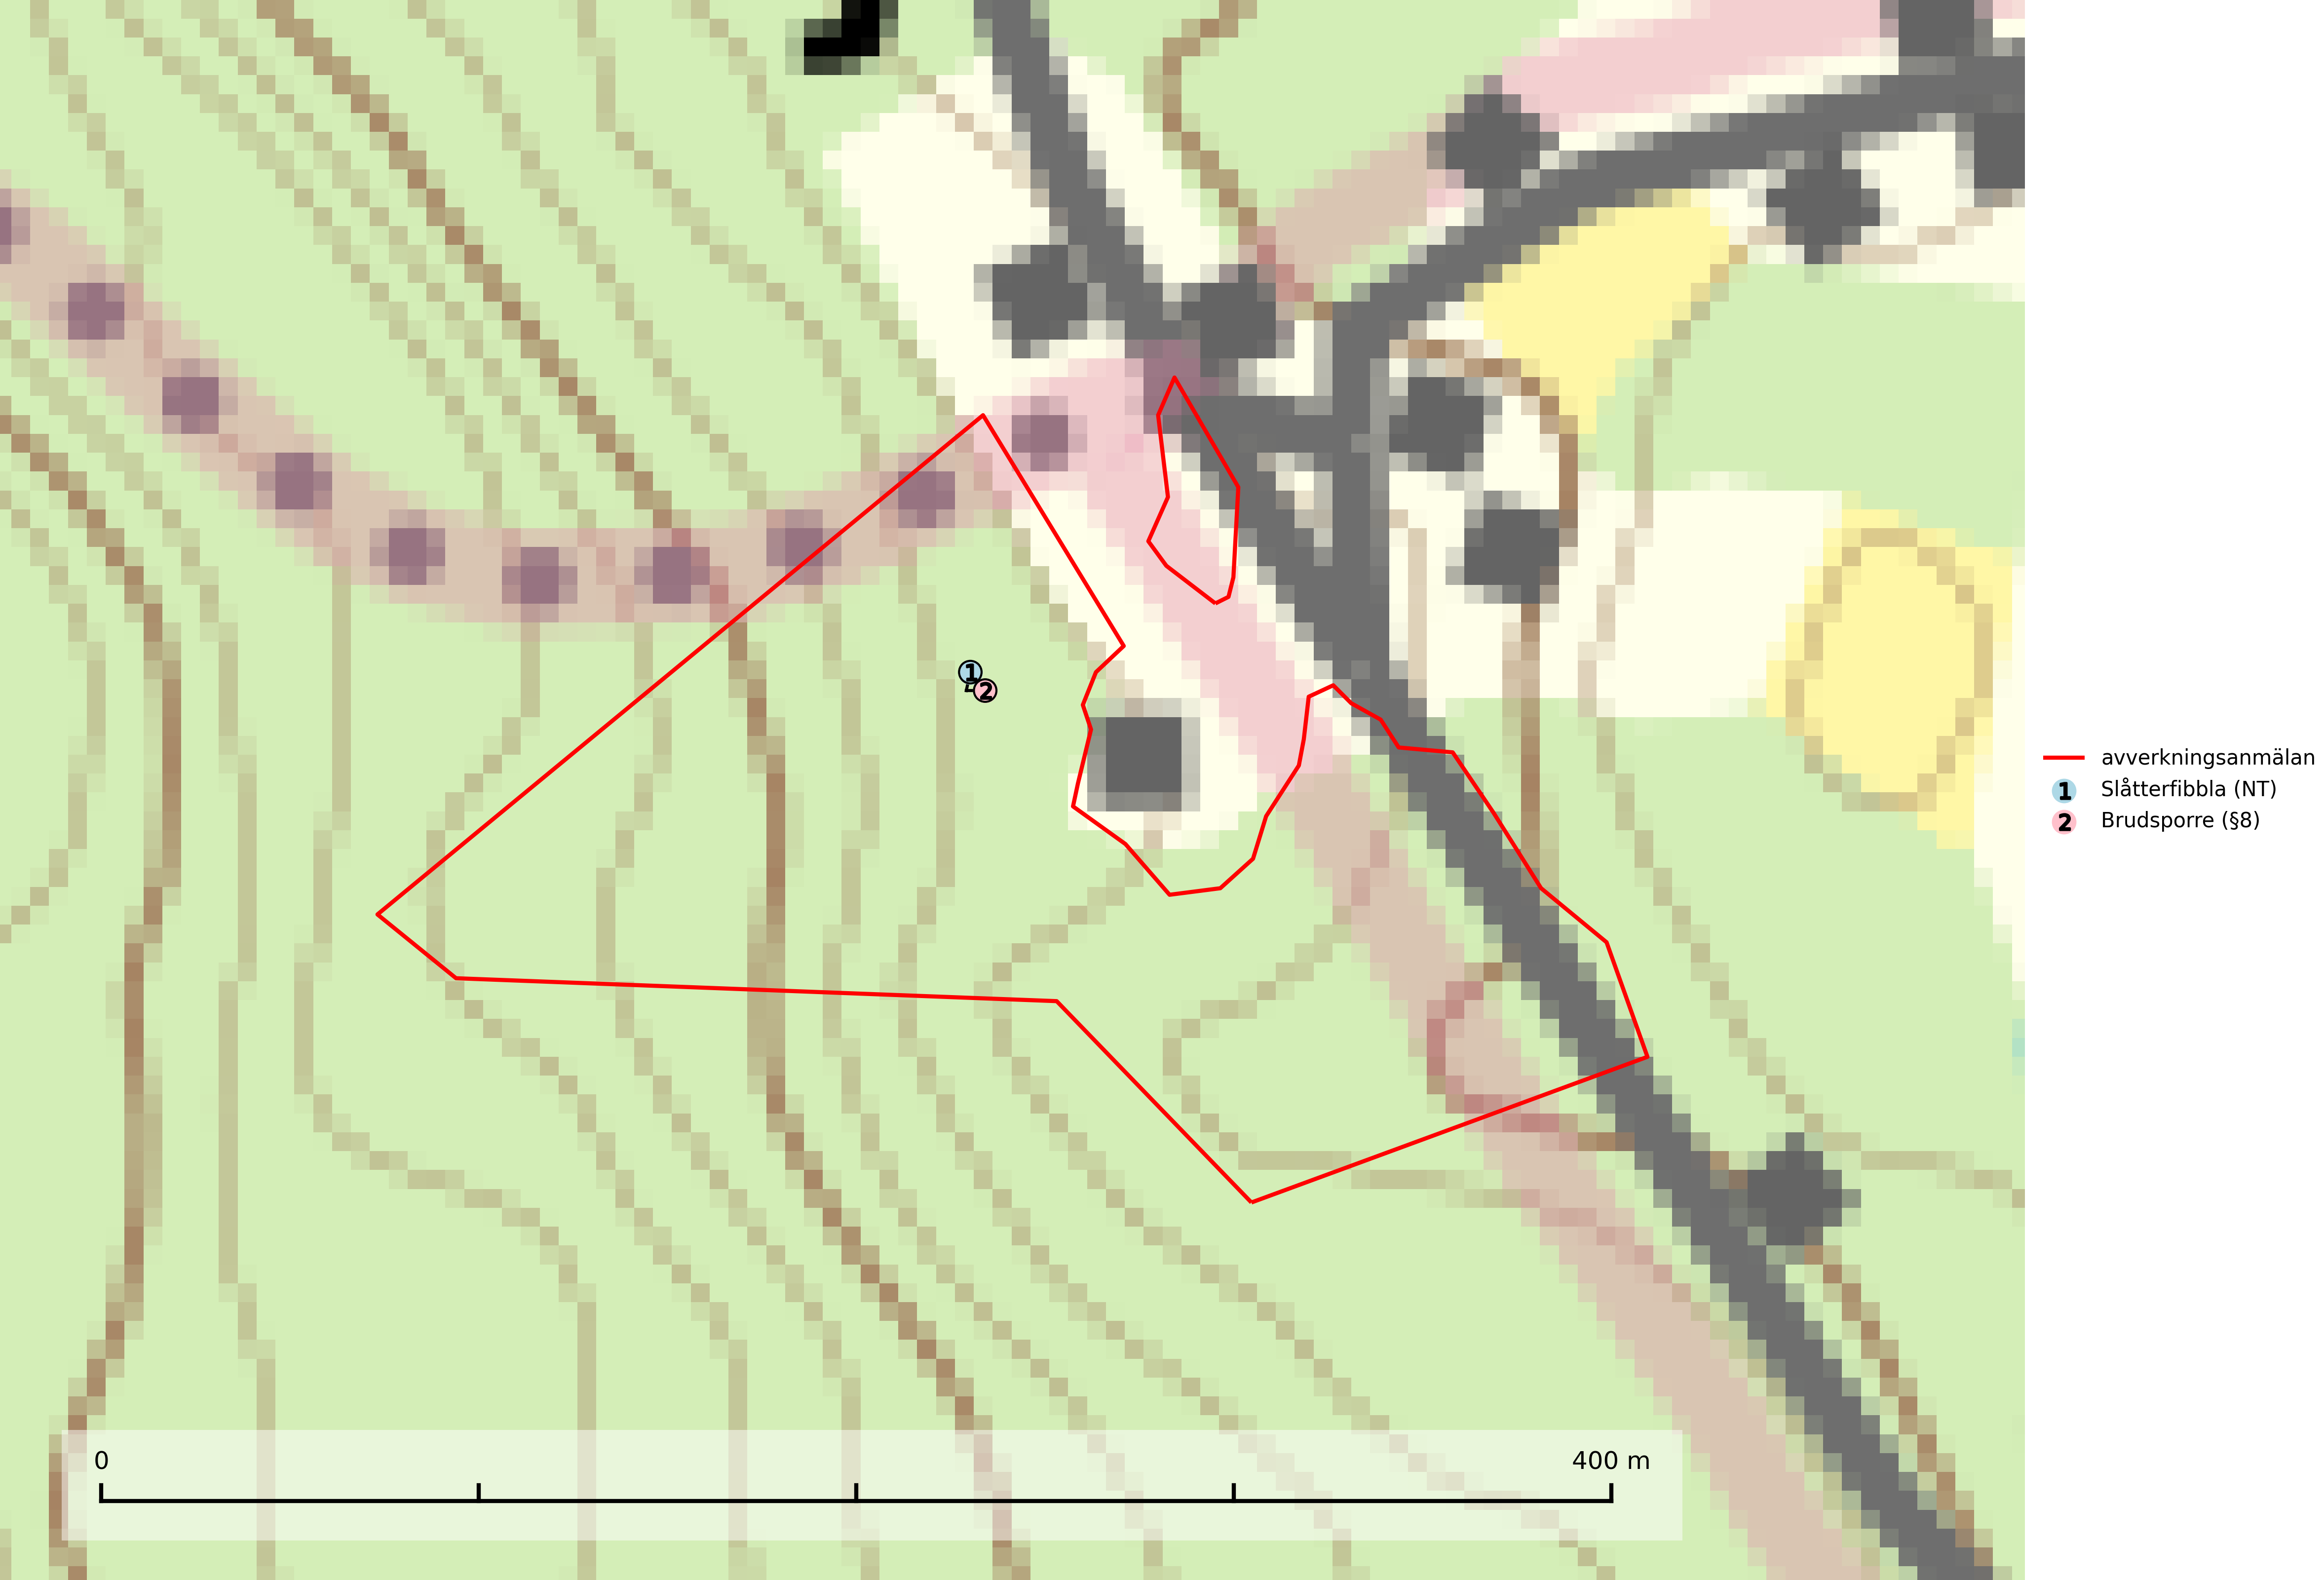 1
2
avverkningsanmälan
1 Slåtterfibbla (NT)
2 Brudsporre (§8)
0 400 m